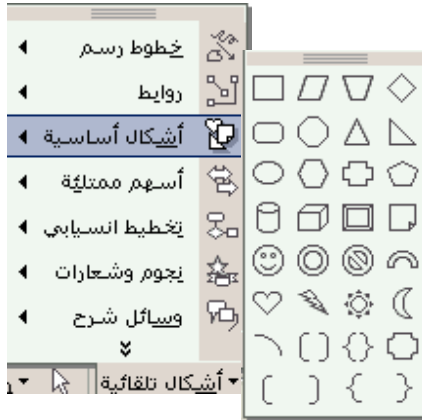 خطوط رسم
روابط
أشكال أساسية
أسهم ممتلئة
تخطيط انسيابي
نجوم وشعارات
وسائل شرح
أشكال تلقائية